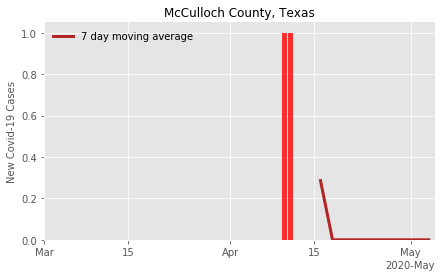 McCulloch County, Texas
7 day moving average
New Covid-19 Cases
1.0
0.8
0.6
0.4
0.2
0.0
Mar 15 Apr 15 May
2020-May